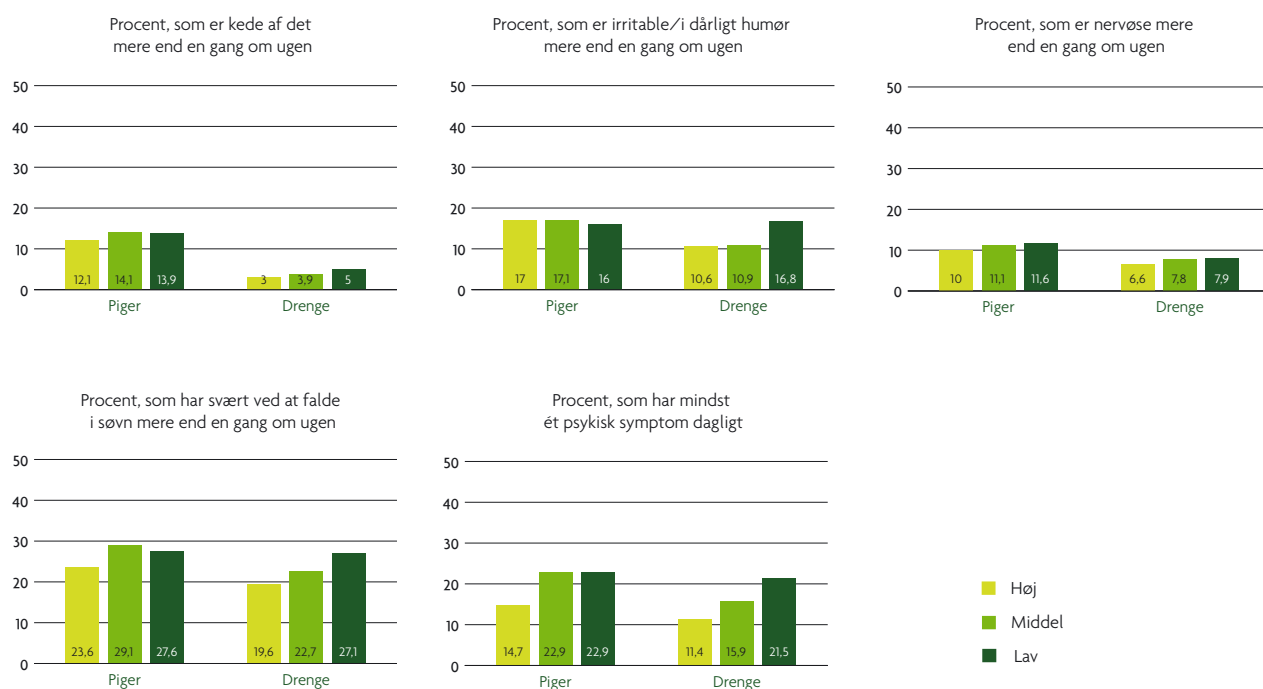 Procent, som er kede af det
mere end en gang om ugen
50
40
30
20
10
0
12,1 14,1 13,9 3 3,9 5
Piger Drenge
Procent, som er irritable/i dårligt humør
mere end en gang om ugen
50
40
30
20
10
0
17 17,1 16 10,6 10,9 16,8
Piger Drenge
Procent, som er nervøse mere
end en gang om ugen
50
40
30
20
10
0
10 11,1 11,6 6,6 7,8 7,9
Piger Drenge
Procent, som har svært ved at falde
i søvn mere end en gang om ugen
50
40
30
20
10
0
23,6 29,1 27,6 19,6 22,7 27,1
Piger Drenge
Procent, som har mindst
ét psykisk symptom dagligt
50
40
30
20
10
0
14,7 22,9 22,9 11,4 15,9 21,5
Piger Drenge
Høj
Middel
Lav